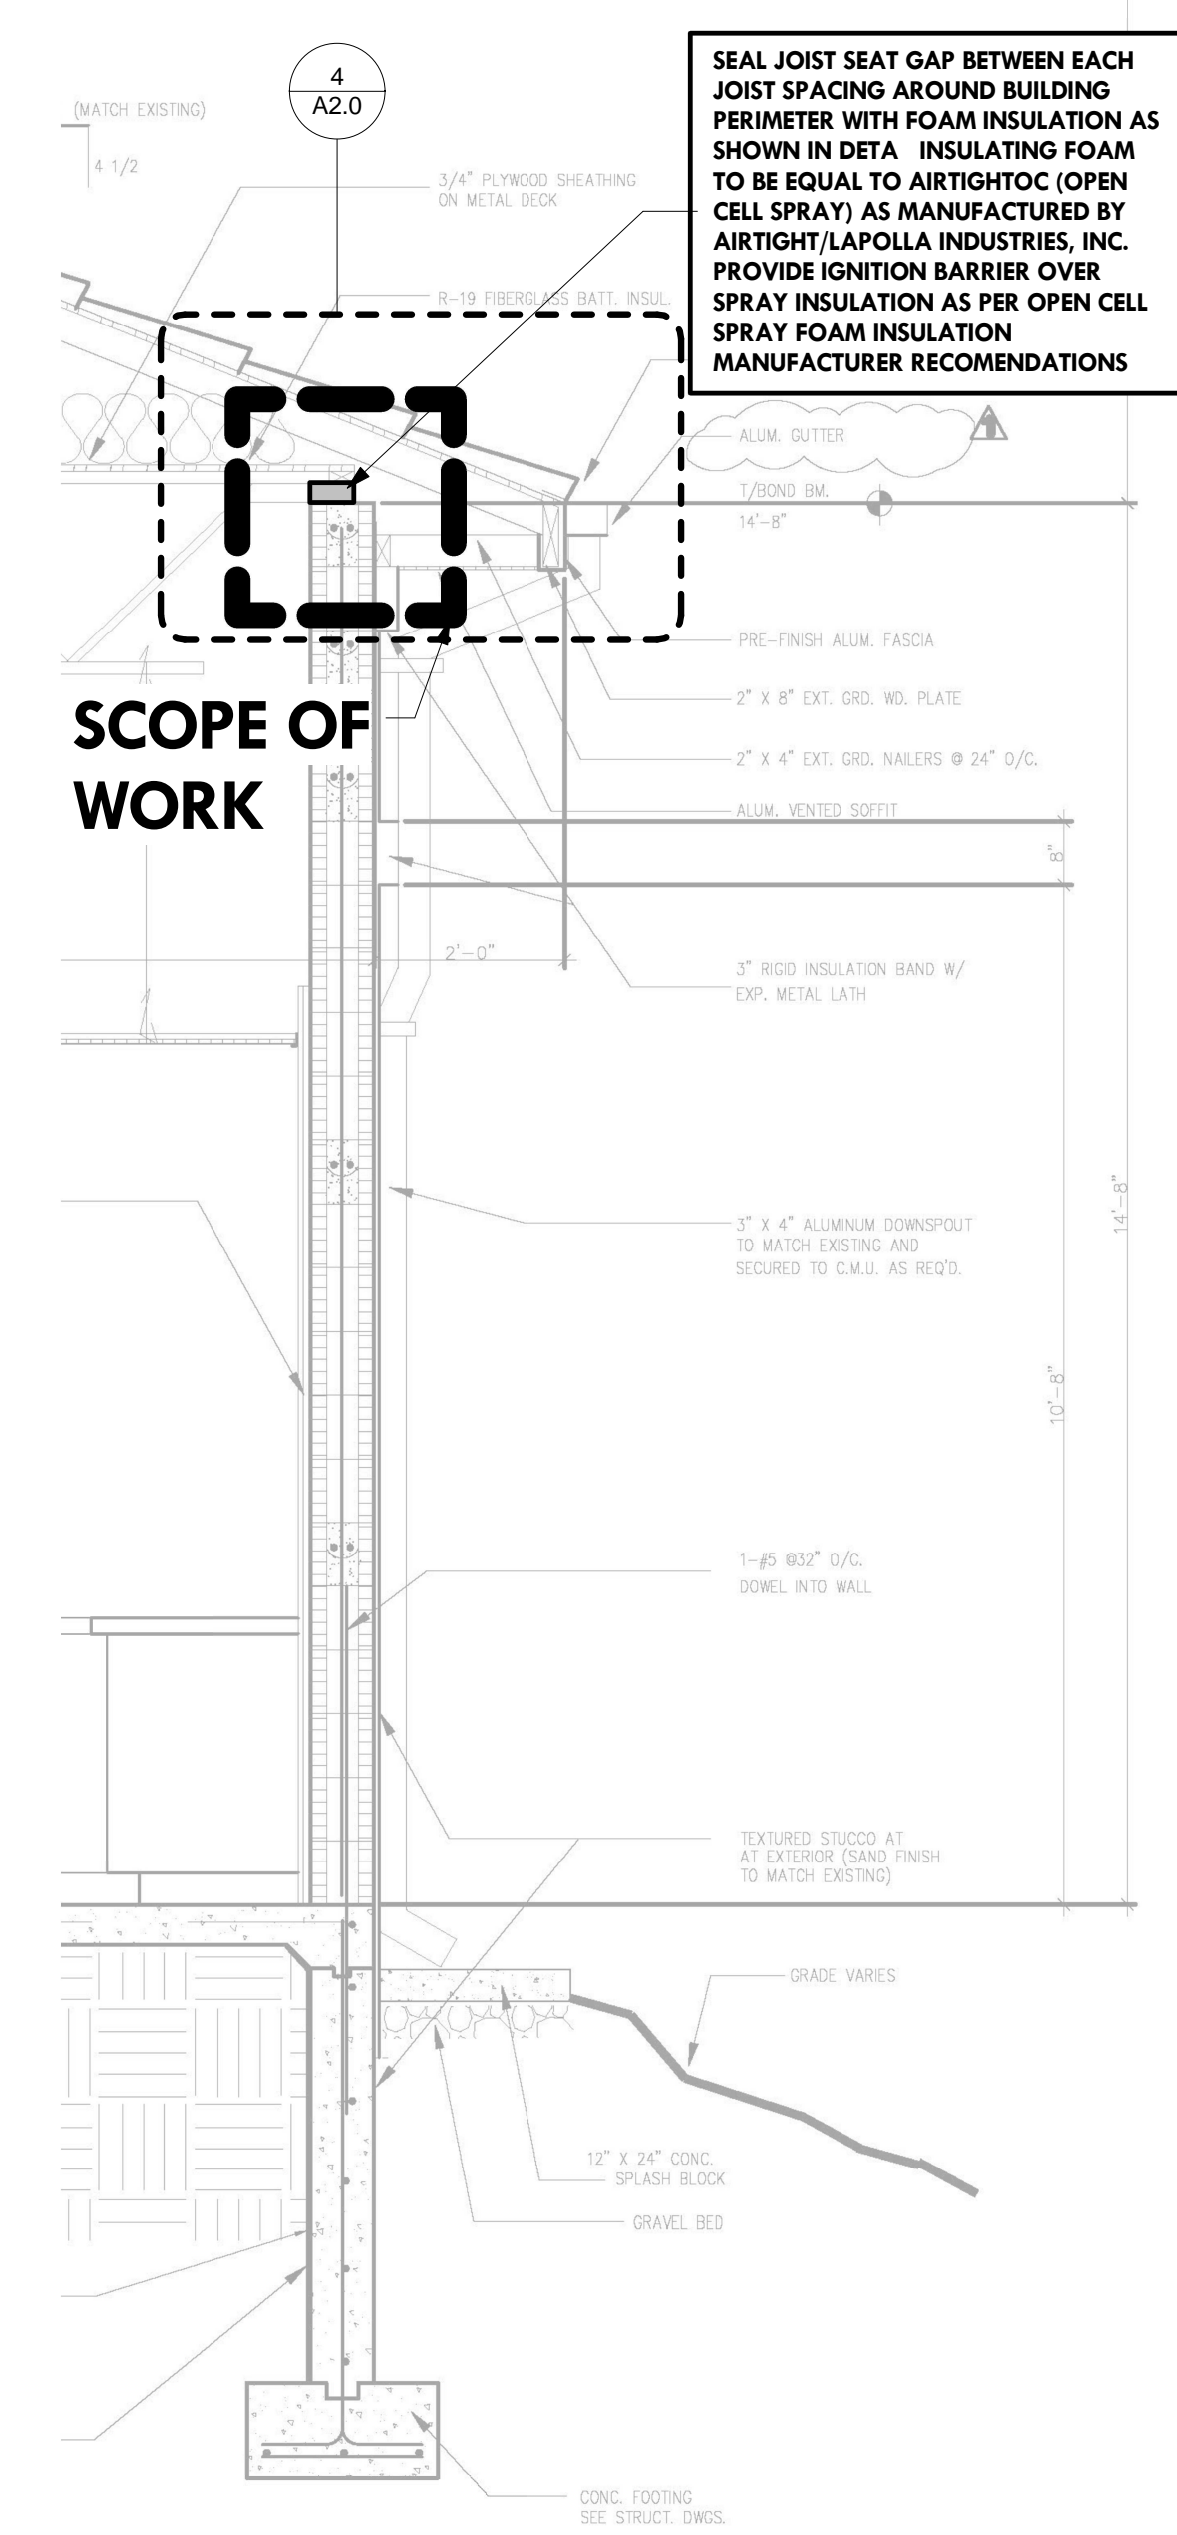 SEAL JOIST SEAT GAP BETWEEN EACH
JOIST SPACING AROUND BUILDING
PERIMETER WITH FOAM INSULATION AS
SHOWN IN DETA INSULATING FOAM
TO BE EQUAL TO AIRTIGHTOC (OPEN
CELL SPRAY) AS MANUFACTURED BY
AIRTIGHT/LAPOLLA INDUSTRIES, INC.
PROVIDE IGNITION BARRIER OVER
SPRAY INSULATION AS PER OPEN CELL
SPRAY FOAM INSULATION
MANUFACTURER RECOMENDATIONS
4
A2.0
(MATCH EXISTING)
4 1/2
3/4" PLYWOOD SHEATHING
ON METAL DECK
R-19 FIBERGLASS BATT. INSUL.
ALUM. GUTTER
1
T/BOND BM.
14'-8"
PRE-FINISH ALUM. FASCIA
SCOPE OF
WORK
2" X 8" EXT. GRD. WD. PLATE
2" X 4" EXT. GRD. NAILERS @ 24" O/C.
ALUM. VENTED SOFFIT
8"
2'-0"
3" RIGID INSULATION BAND W/
EXP. METAL LATH
3" X 4" ALUMINUM DOWNSPOUT
TO MATCH EXISTING AND
SECURED TO C.M.U. AS REQ'D.
14'-8"
10'-8"
1-#5 @32" O/C.
DOWEL INTO WALL
TEXTURED STUCCO AT
AT EXTERIOR (SAND FINISH
TO MATCH EXISTING)
GRADE VARIES
12" X 24" CONC.
SPLASH BLOCK
GRAVEL BED
CONC. FOOTING
SEE STRUCT. DWGS.